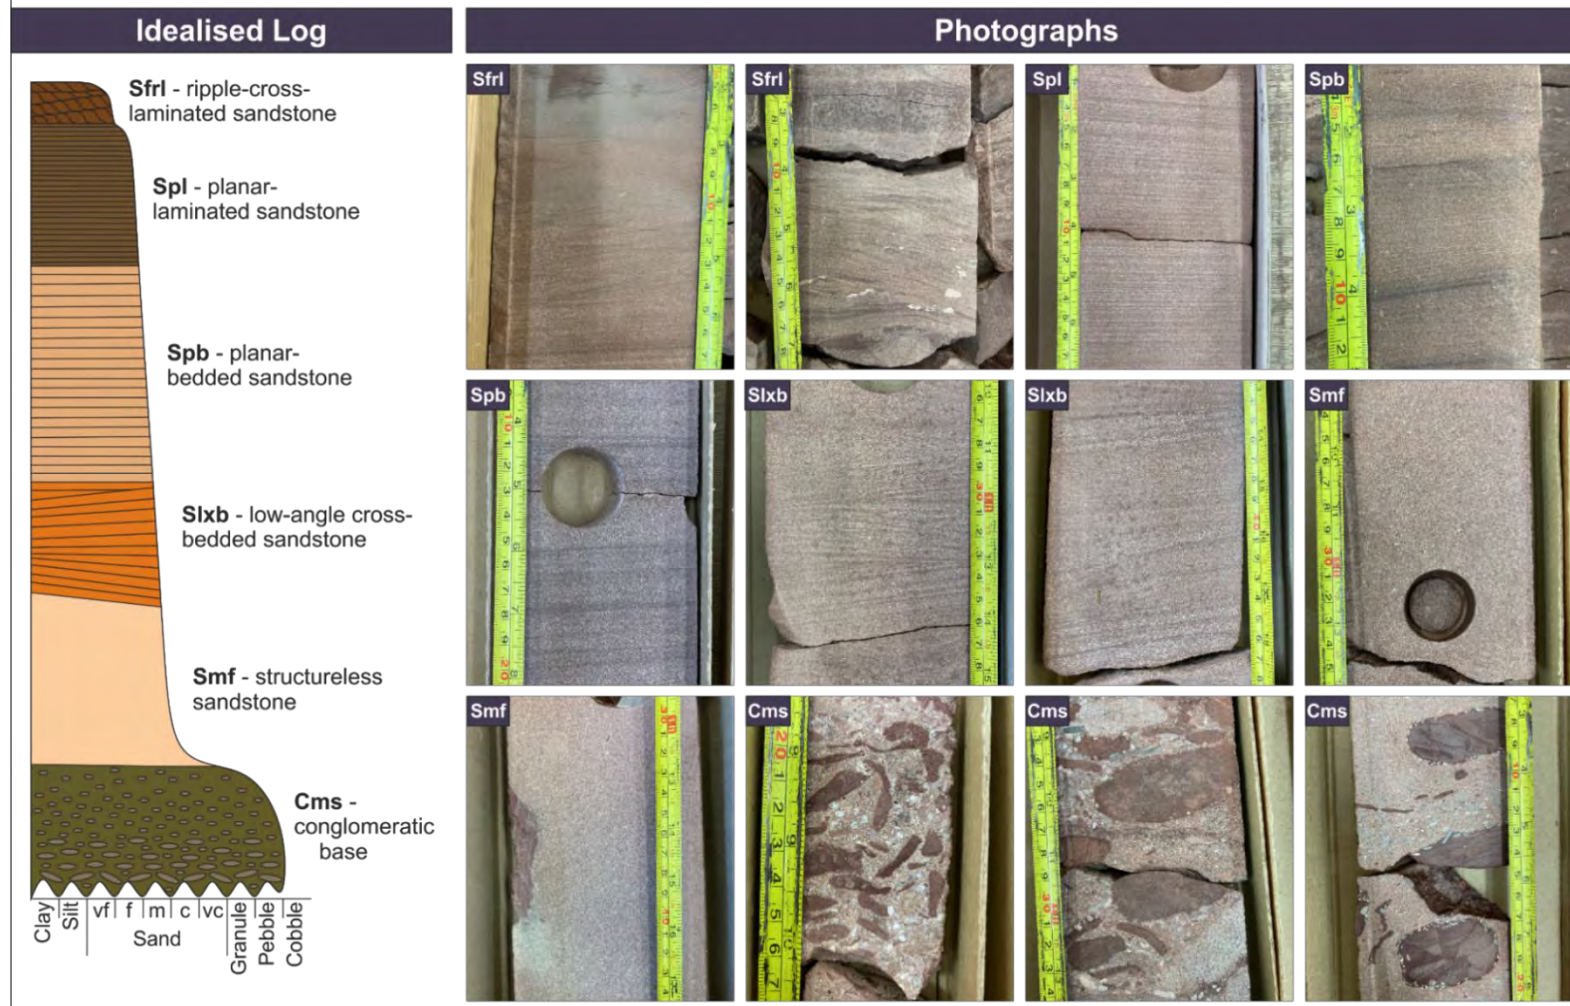 Idealised Log
Photographs
Sfrl - ripple-cross-
laminated sandstone
Spl - planar-
laminated sandstone
Spb - planar-
bedded sandstone
Slxb - low-angle cross-
bedded sandstone
Smf - structureless
sandstone
Cms -
conglomeratic
base
Clay
Silt
vf
f
m
c
vc
Sand
Granule
Pebble
Cobble
Sfrl
Sfrl
Spl
Spb
Spb
Slxb
Slxb
Smf
Smf
Cms
Cms
Cms